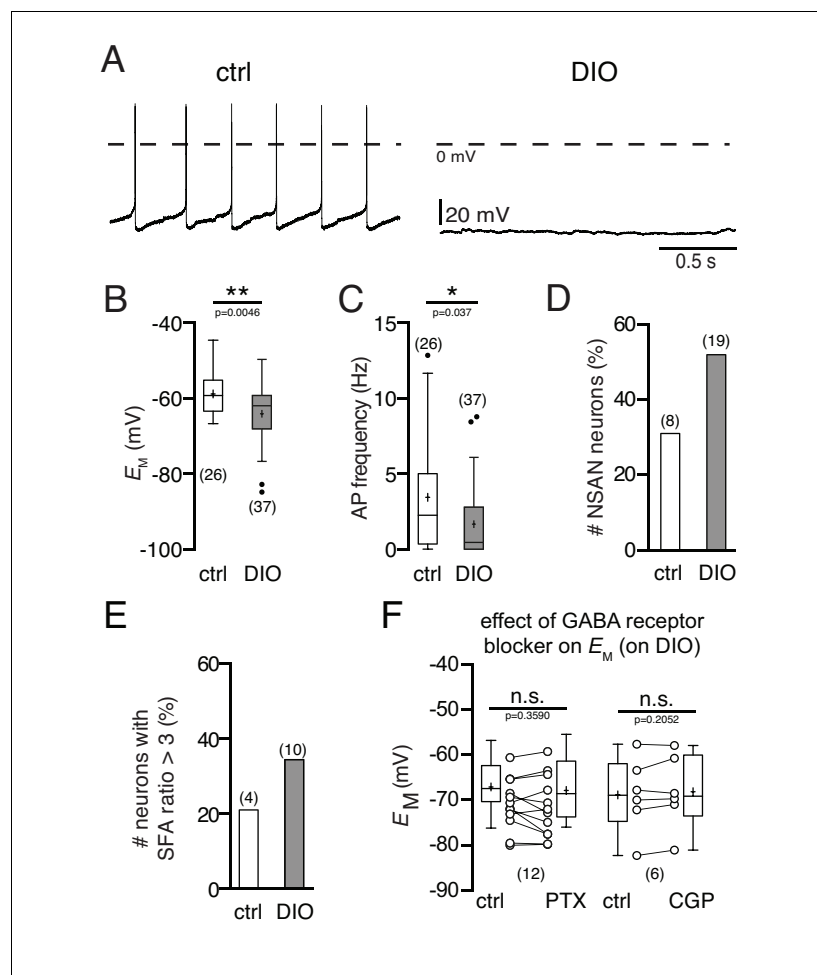 A
ctrl
DIO
0 mV
20 mV
0.5 s
B
**
p=0.0046
-40
-60
-80
-100
E_M (mV)
(26)
(37)
ctrl
DIO
C
*
p=0.037
15
10
5
0
AP frequency (Hz)
(26)
(37)
ctrl
DIO
D
60
40
20
0
# NSAN neurons (%)
(8)
(19)
ctrl
DIO
E
60
40
20
0
# neurons with
SFA ratio > 3 (%)
(4)
(10)
ctrl
DIO
F
effect of GABA receptor
blocker on E_M (on DIO)
-40
-50
-60
-70
-80
-90
E_M (mV)
n.s.
p=0.3590
n.s.
p=0.2052
(12)
(6)
ctrl
PTX
ctrl
CGP